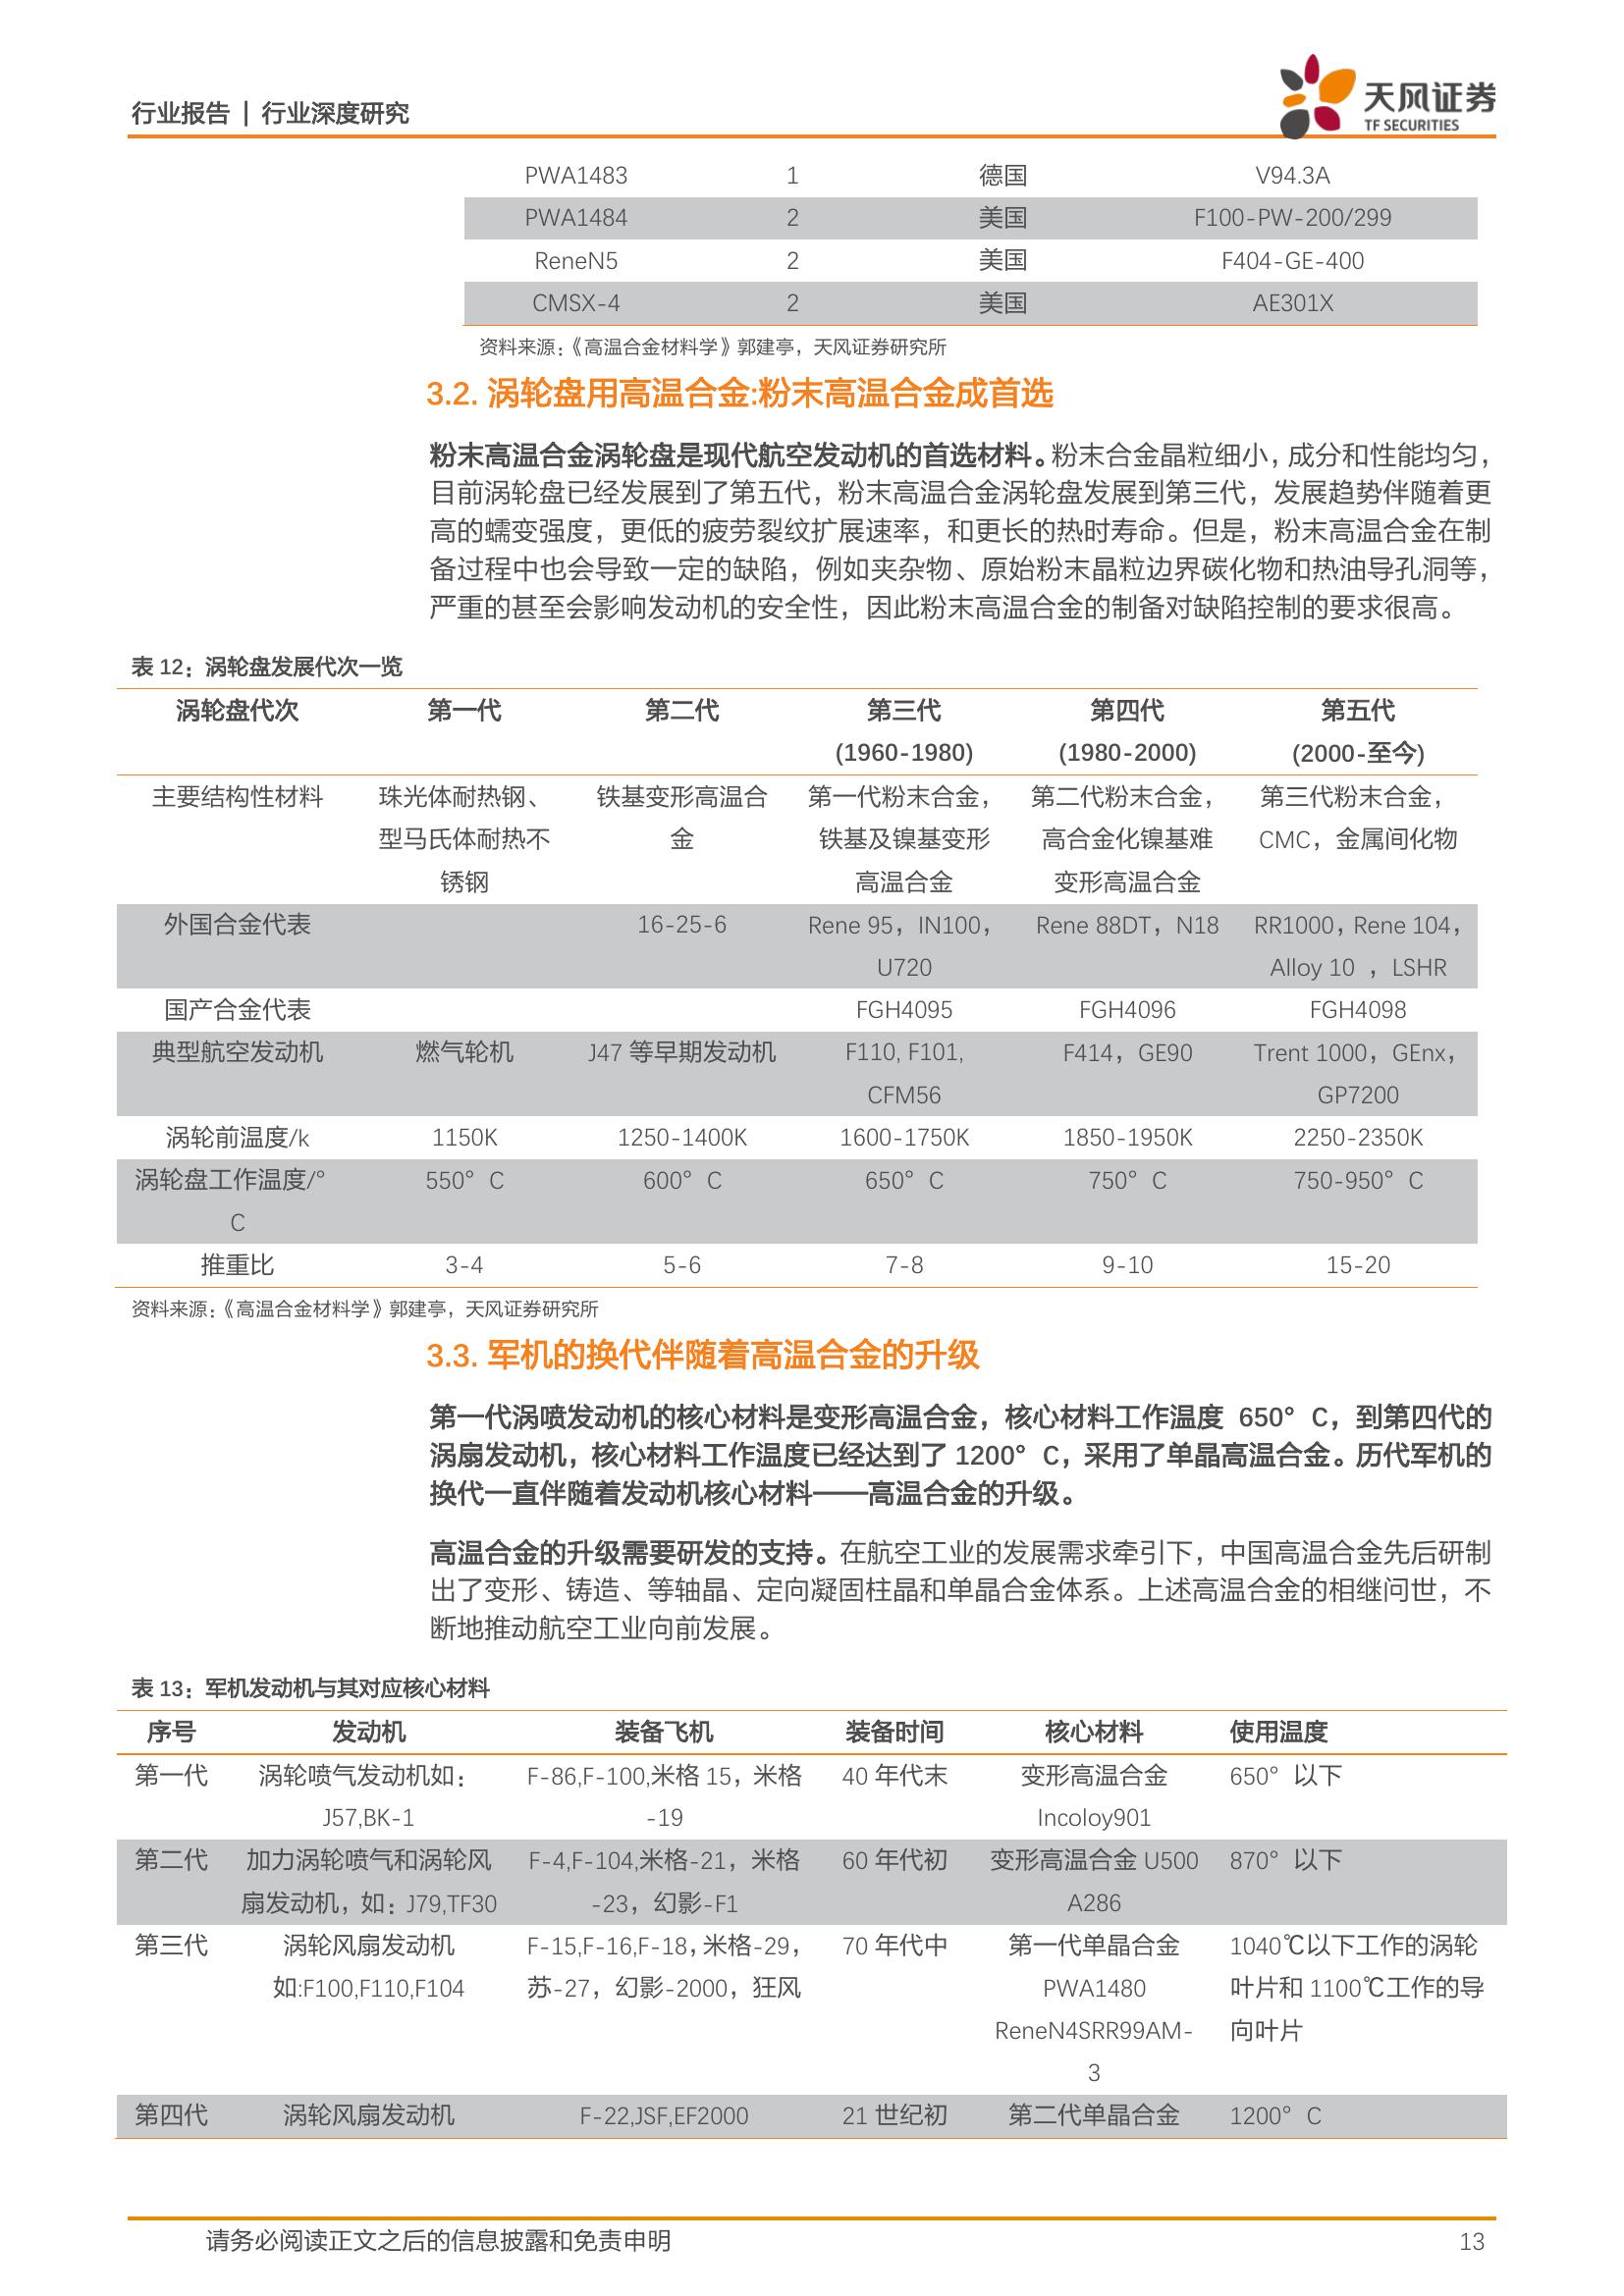 行业报告 | 行业深度研究
天风证券
TF SECURITIES
PWA1483 1 德国 V94.3A
PWA1484 2 美国 F100-PW-200/299
ReneN5 2 美国 F404-GE-400
CMSX-4 2 美国 AE301X
资料来源：《高温合金材料学》郭建亭，天风证券研究所
3.2. 涡轮盘用高温合金:粉末高温合金成首选
粉末高温合金涡轮盘是现代航空发动机的首选材料。粉末合金晶粒细小，成分和性能均匀，
目前涡轮盘已经发展到了第五代，粉末高温合金涡轮盘发展到第三代，发展趋势伴随着更
高的蠕变强度，更低的疲劳裂纹扩展速率，和更长的热时寿命。但是，粉末高温合金在制
备过程中也会导致一定的缺陷，例如夹杂物、原始粉末晶粒边界碳化物和热油导孔洞等，
严重的甚至会影响发动机的安全性，因此粉末高温合金的制备对缺陷控制的要求很高。
表 12：涡轮盘发展代次一览
涡轮盘代次 第一代 第二代 第三代 第四代 第五代
(1960-1980) (1980-2000) (2000-至今)
主要结构性材料 珠光体耐热钢、 铁基变形高温合 第一代粉末合金， 第二代粉末合金， 第三代粉末合金，
型马氏体耐热不 金 铁基及镍基变形 高合金化镍基难 CMC，金属间化物
锈钢 高温合金 变形高温合金
外国合金代表 16-25-6 Rene 95，IN100， Rene 88DT，N18 RR1000，Rene 104，
U720 Alloy 10 ，LSHR
国产合金代表 FGH4095 FGH4096 FGH4098
典型航空发动机 燃气轮机 J47 等早期发动机 F110, F101, F414，GE90 Trent 1000，GEnx，
CFM56 GP7200
涡轮前温度/k 1150K 1250-1400K 1600-1750K 1850-1950K 2250-2350K
涡轮盘工作温度/° 550° C 600° C 650° C 750° C 750-950° C
C
推重比 3-4 5-6 7-8 9-10 15-20
资料来源：《高温合金材料学》郭建亭，天风证券研究所
3.3. 军机的换代伴随着高温合金的升级
第一代涡喷发动机的核心材料是变形高温合金，核心材料工作温度 650° C，到第四代的
涡扇发动机，核心材料工作温度已经达到了 1200° C，采用了单晶高温合金。历代军机的
换代一直伴随着发动机核心材料——高温合金的升级。
高温合金的升级需要研发的支持。在航空工业的发展需求牵引下，中国高温合金先后研制
出了变形、铸造、等轴晶、定向凝固柱晶和单晶合金体系。上述高温合金的相继问世，不
断地推动航空工业向前发展。
表 13：军机发动机与其对应核心材料
序号 发动机 装备飞机 装备时间 核心材料 使用温度
第一代 涡轮喷气发动机如： F-86,F-100,米格 15，米格 40 年代末 变形高温合金 650° 以下
J57,BK-1 -19 Incoloy901
第二代 加力涡轮喷气和涡轮风 F-4,F-104,米格-21，米格 60 年代初 变形高温合金 U500 870° 以下
扇发动机，如：J79,TF30 -23，幻影-F1 A286
第三代 涡轮风扇发动机 F-15,F-16,F-18，米格-29， 70 年代中 第一代单晶合金 1040℃以下工作的涡轮
如:F100,F110,F104 苏-27，幻影-2000，狂风 PWA1480 叶片和 1100℃工作的导
ReneN4SRR99AM- 向叶片
3
第四代 涡轮风扇发动机 F-22,JSF,EF2000 21 世纪初 第二代单晶合金 1200° C
请务必阅读正文之后的信息披露和免责申明 13